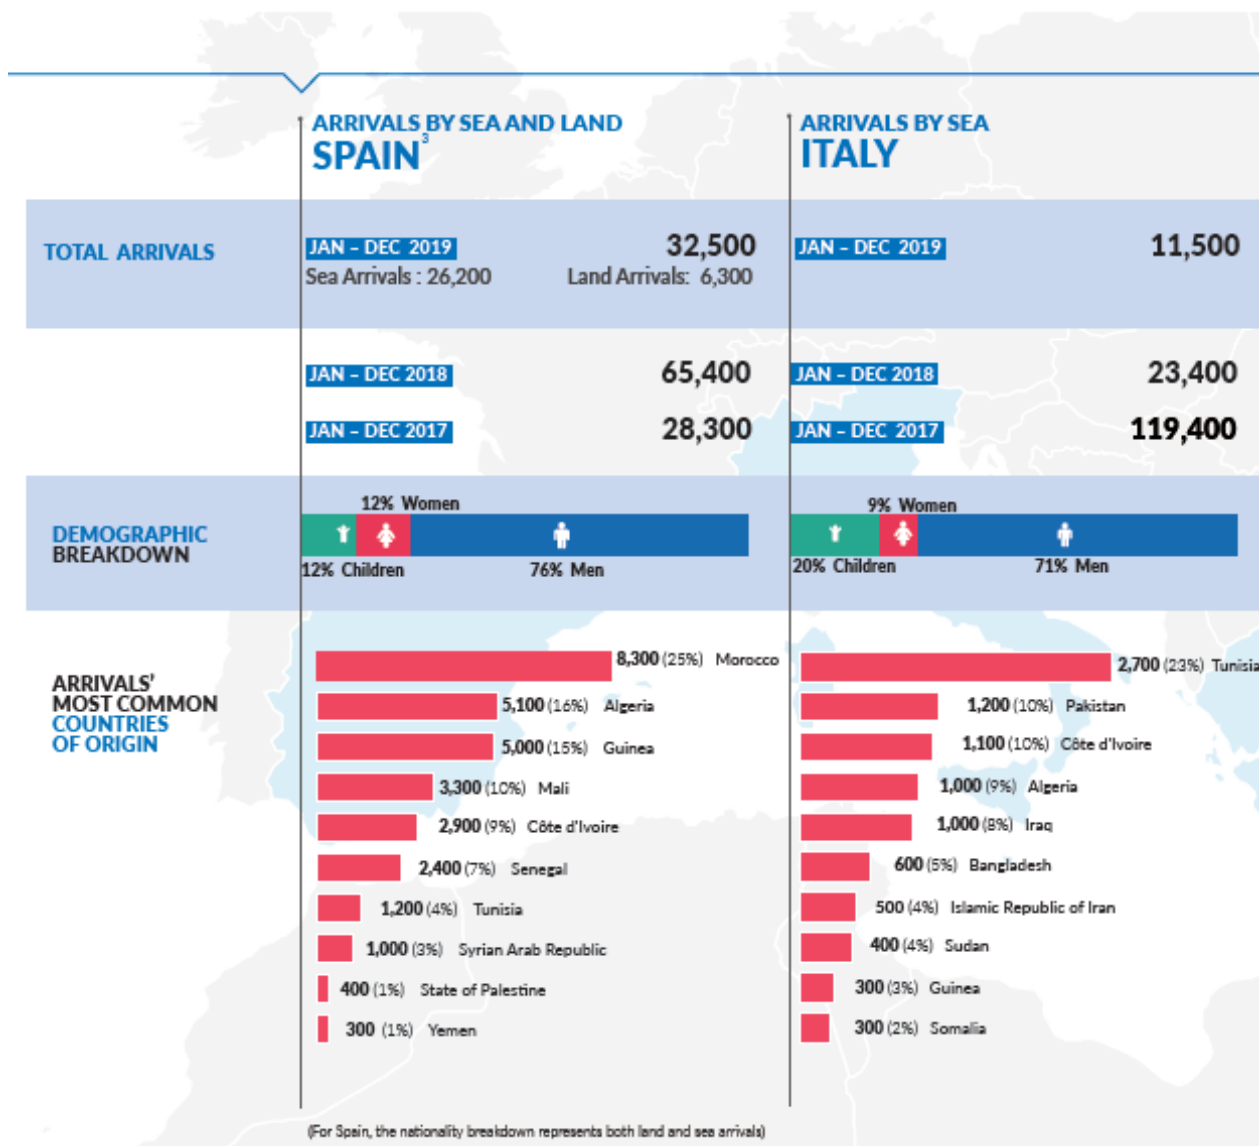 ARRIVALS BY SEA AND LAND
SPAIN³
ARRIVALS BY SEA
ITALY
TOTAL ARRIVALS
JAN – DEC 2019 32,500
Sea Arrivals : 26,200 Land Arrivals: 6,300
JAN – DEC 2019 11,500
JAN – DEC 2018 65,400
JAN – DEC 2017 28,300
JAN – DEC 2018 23,400
JAN – DEC 2017 119,400
DEMOGRAPHIC
BREAKDOWN
12% Women
12% Children 76% Men
9% Women
20% Children 71% Men
ARRIVALS'
MOST COMMON
COUNTRIES
OF ORIGIN
8,300 (25%) Morocco
5,100 (16%) Algeria
5,000 (15%) Guinea
3,300 (10%) Mali
2,900 (9%) Côte d'Ivoire
2,400 (7%) Senegal
1,200 (4%) Tunisia
1,000 (3%) Syrian Arab Republic
400 (1%) State of Palestine
300 (1%) Yemen
2,700 (23%) Tunisia
1,200 (10%) Pakistan
1,100 (10%) Côte d'Ivoire
1,000 (9%) Algeria
1,000 (8%) Iraq
600 (5%) Bangladesh
500 (4%) Islamic Republic of Iran
400 (4%) Sudan
300 (3%) Guinea
300 (2%) Somalia
(For Spain, the nationality breakdown represents both land and sea arrivals)